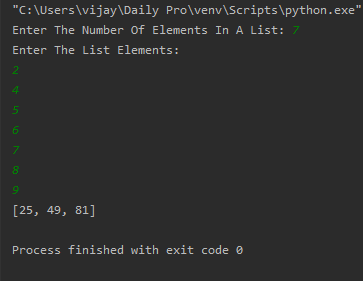 "C:\Users\vijay\Daily Pro\venv\Scripts\python.exe"
Enter The Number Of Elements In A List: 7
Enter The List Elements:
2
4
5
6
7
8
9
[25, 49, 81]
Process finished with exit code 0